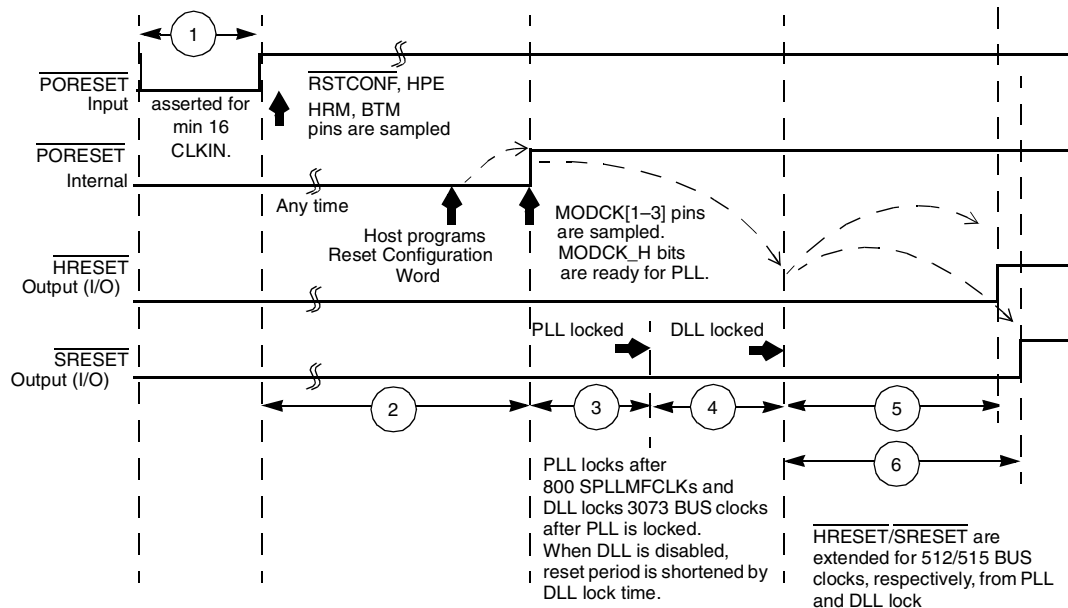 1
PORESET
Input
asserted for
min 16
CLKIN.
RSTCONF, HPE
HRM, BTM
pins are sampled
PORESET
Internal
Any time
Host programs
Reset Configuration
Word
MODCK[1–3] pins
are sampled.
MODCK_H bits
are ready for PLL.
HRESET
Output (I/O)
PLL locked
DLL locked
SRESET
Output (I/O)
2
3
4
5
6
PLL locks after
800 SPLLMFCLKs and
DLL locks 3073 BUS clocks
after PLL is locked.
When DLL is disabled,
reset period is shortened by
DLL lock time.
HRESET/SRESET are
extended for 512/515 BUS
clocks, respectively, from PLL
and DLL lock